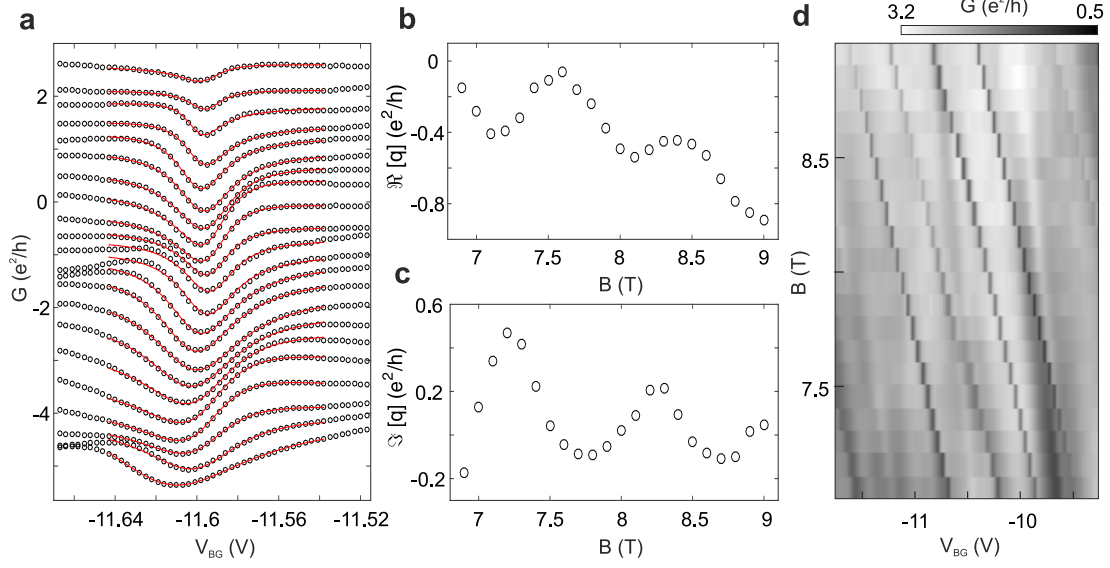 a
G (e²/h)
2
0
-2
-4
-11.64
-11.6
-11.56
-11.52
V_BG (V)
b
ℜ [q] (e²/h)
0
-0.4
-0.8
7
7.5
8
8.5
9
B (T)
c
ℑ [q] (e²/h)
0.6
0.2
-0.2
7
7.5
8
8.5
9
B (T)
d
G (e²/h)
3.2
0.5
B (T)
8.5
7.5
-11
-10
V_BG (V)